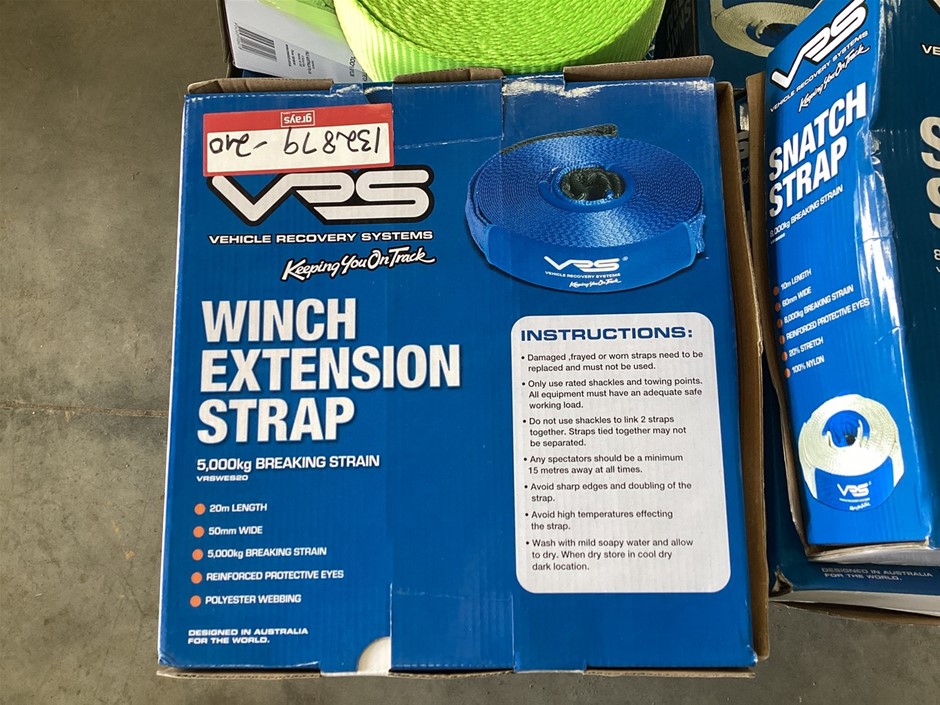 grays
132879-240
VRS
VEHICLE RECOVERY SYSTEMS
Keeping You On Track
WINCH
EXTENSION
STRAP
5,000kg BREAKING STRAIN
VRSWES20
20m LENGTH
50mm WIDE
5,000kg BREAKING STRAIN
REINFORCED PROTECTIVE EYES
POLYESTER WEBBING
DESIGNED IN AUSTRALIA
FOR THE WORLD.
VRS®
VEHICLE RECOVERY SYSTEMS
Keeping You On Track
INSTRUCTIONS:
• Damaged ,frayed or worn straps need to be
replaced and must not be used.
• Only use rated shackles and towing points.
All equipment must have an adequate safe
working load.
• Do not use shackles to link 2 straps
together. Straps tied together may not
be separated.
• Any spectators should be a minimum
15 metres away at all times.
• Avoid sharp edges and doubling of the
strap.
• Avoid high temperatures effecting
the strap.
• Wash with mild soapy water and allow
to dry. When dry store in cool dry
dark location.
VRS
VEHICLE RECOVERY SYSTEMS
Keeping You On Track
SNATCH
STRAP
8,000kg BREAKING STRAIN
10m LENGTH
60mm WIDE
8,000kg BREAKING STRAIN
REINFORCED PROTECTIVE EYES
20% STRETCH
100% NYLON
VRS
DESIGNED IN AUSTRALIA
FOR THE WORLD.